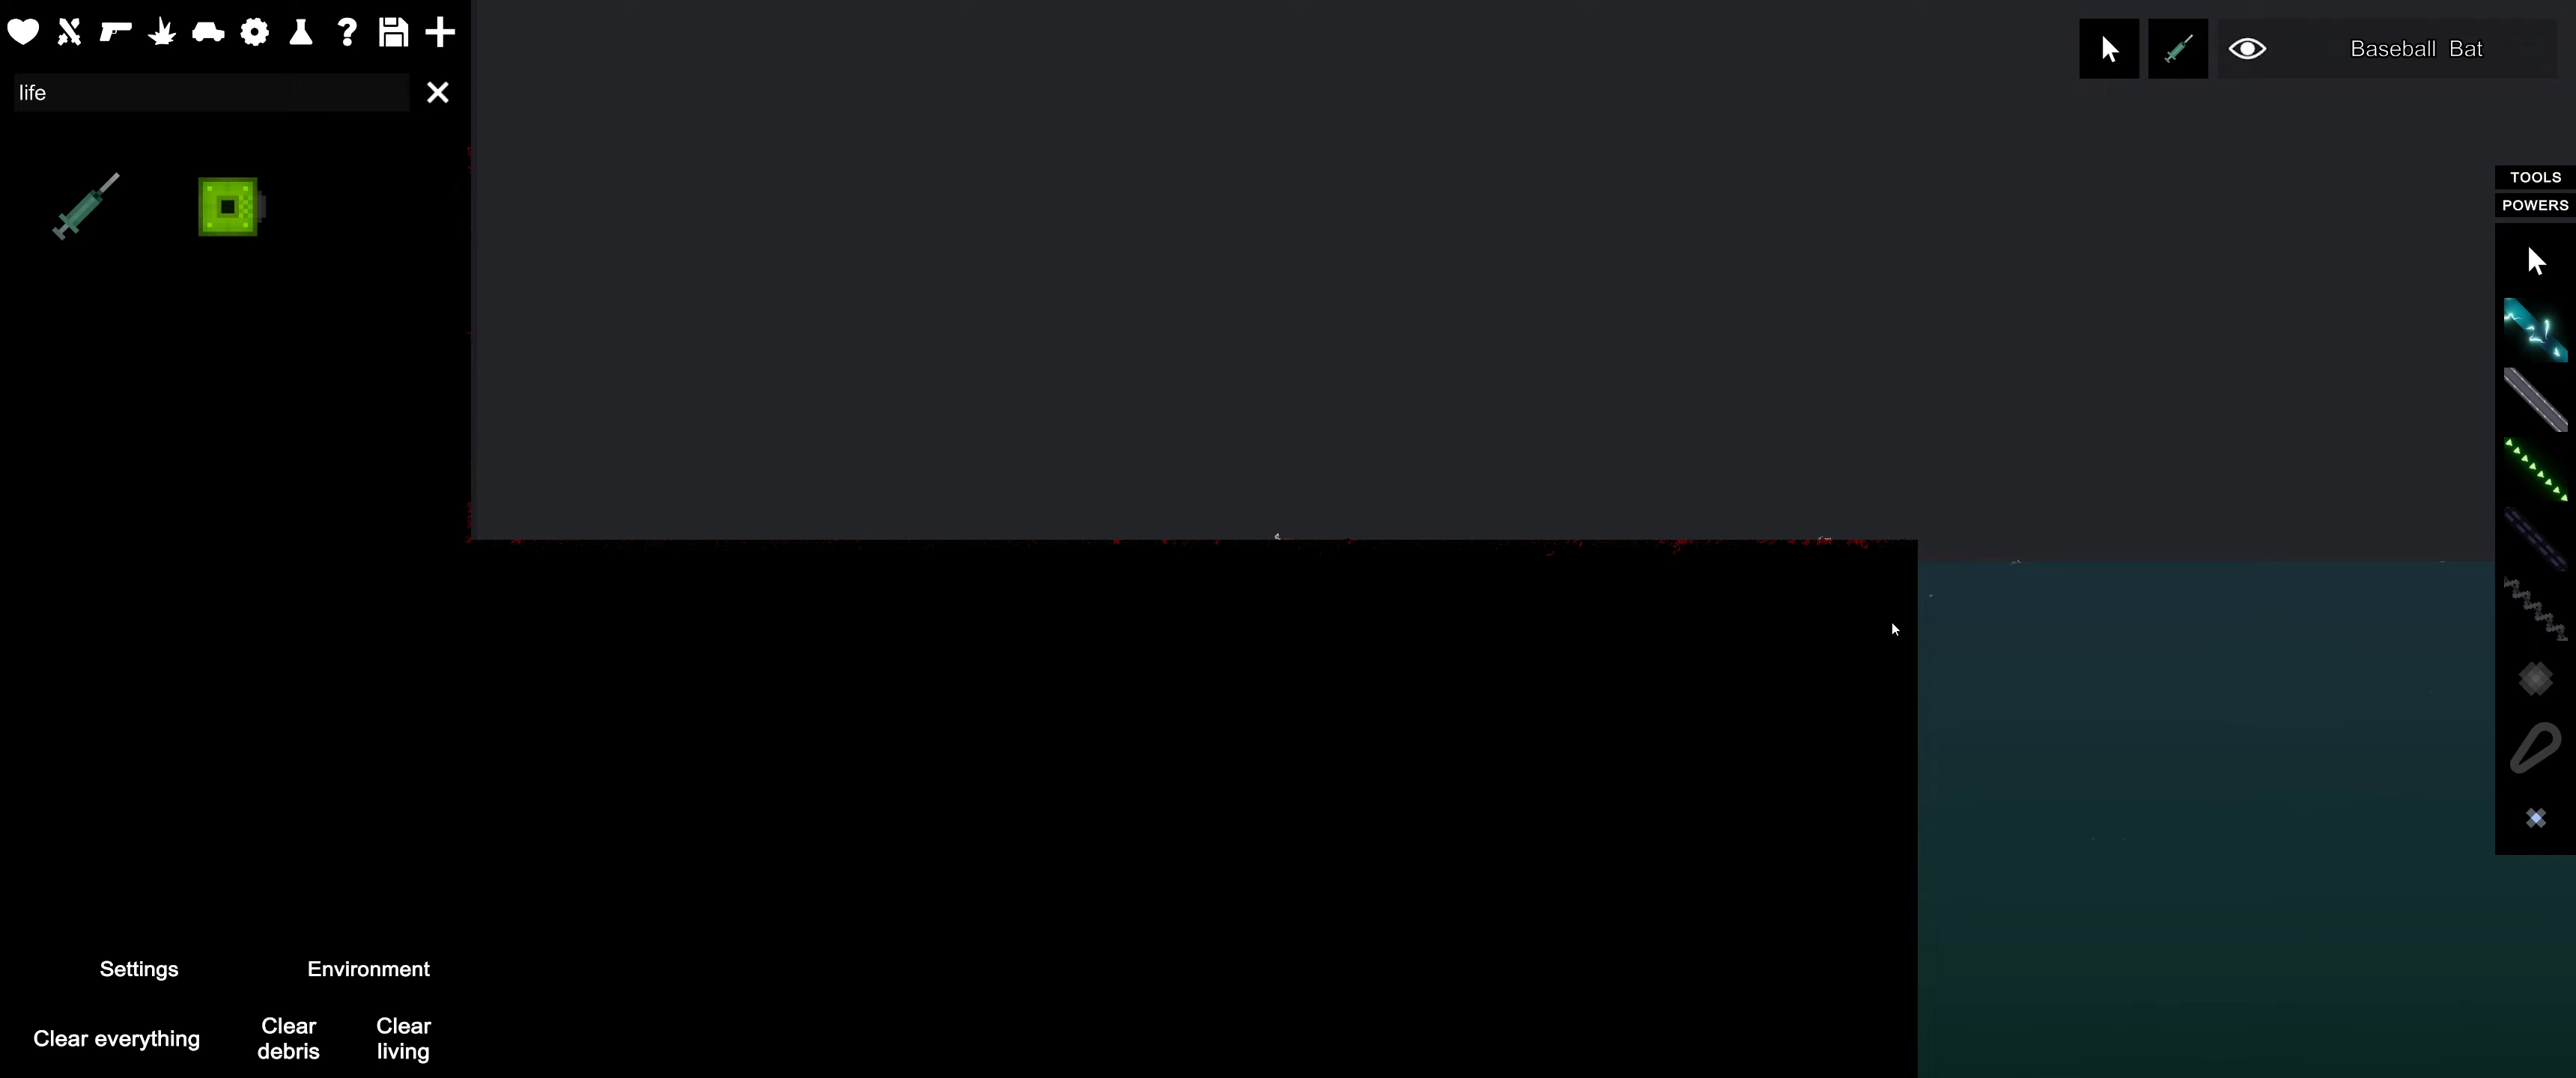 life
Baseball Bat
TOOLS
POWERS
Settings
Environment
Clear everything
Clear
debris
Clear
living